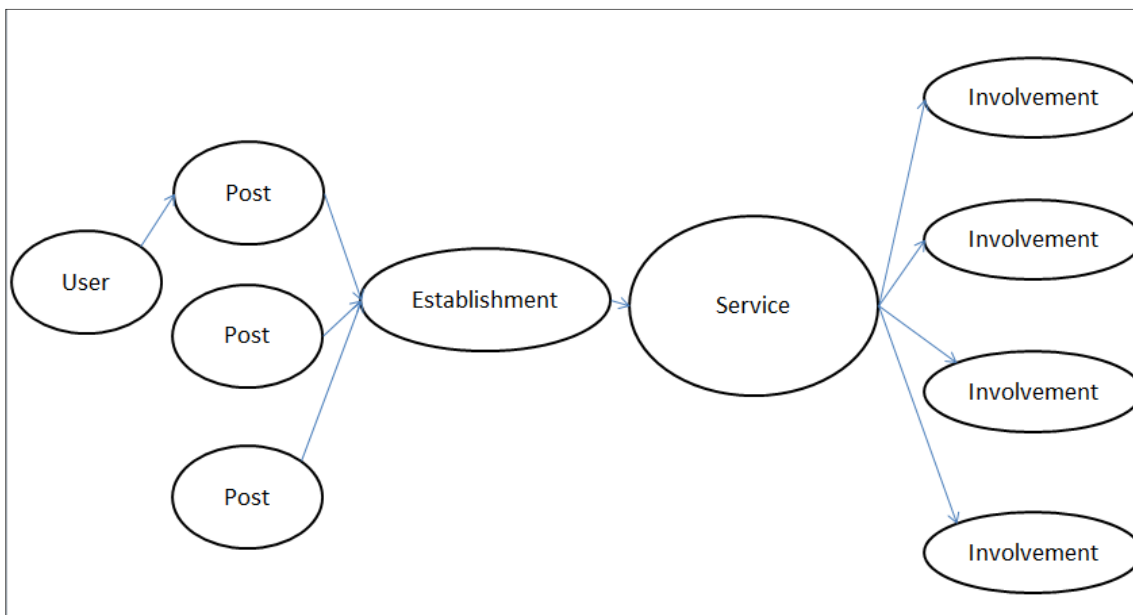 User
Post
Post
Post
Establishment
Service
Involvement
Involvement
Involvement
Involvement